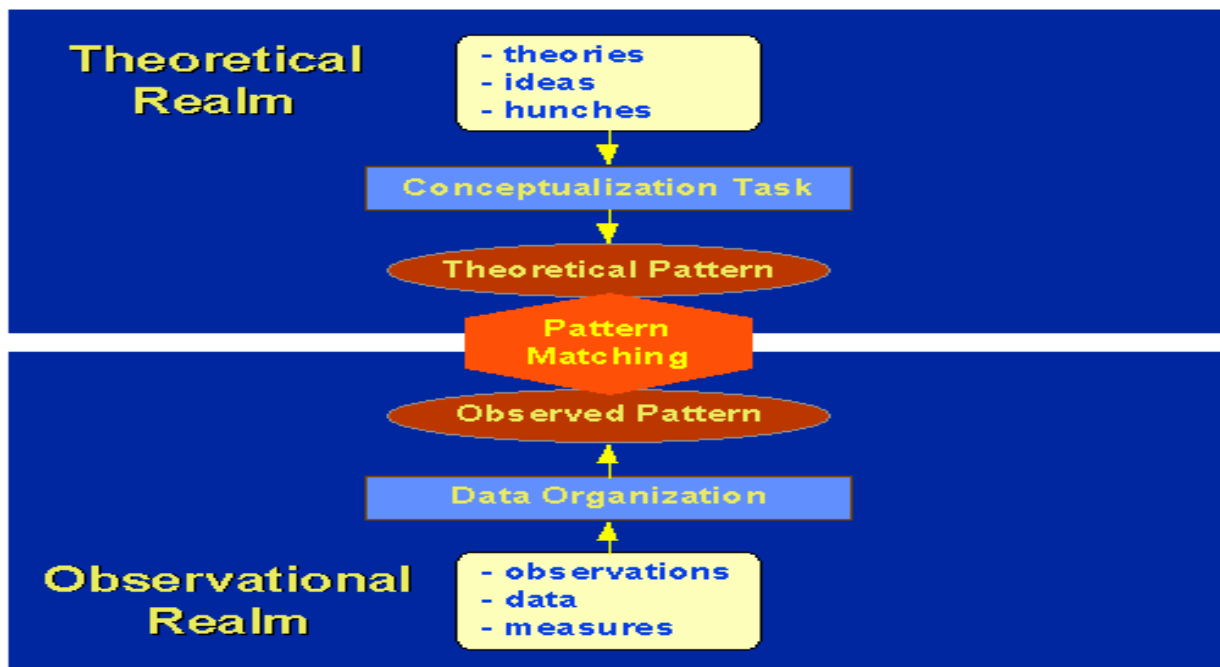 Theoretical
Realm
- theories
- ideas
- hunches
Conceptualization Task
Theoretical Pattern
Pattern
Matching
Observed Pattern
Data Organization
Observational
Realm
- observations
- data
- measures